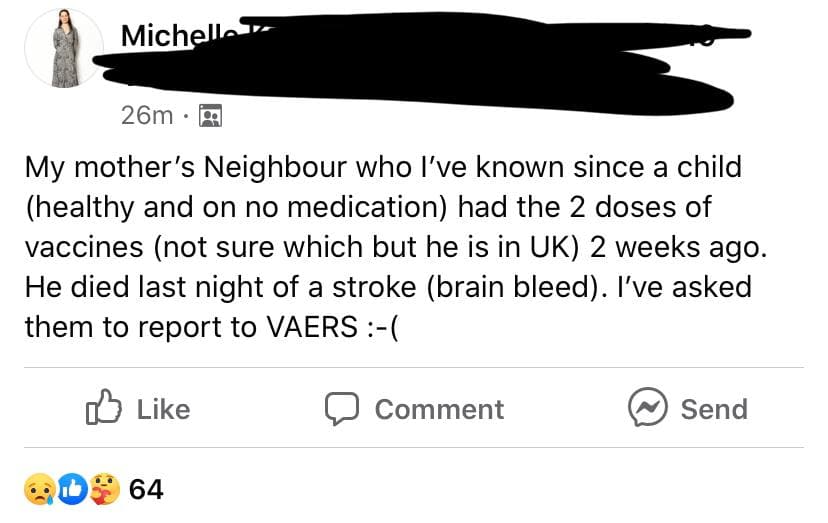 Michelle
26m
My mother's Neighbour who I've known since a child
(healthy and on no medication) had the 2 doses of
vaccines (not sure which but he is in UK) 2 weeks ago.
He died last night of a stroke (brain bleed). I've asked
them to report to VAERS :-(
Like Comment Send
64